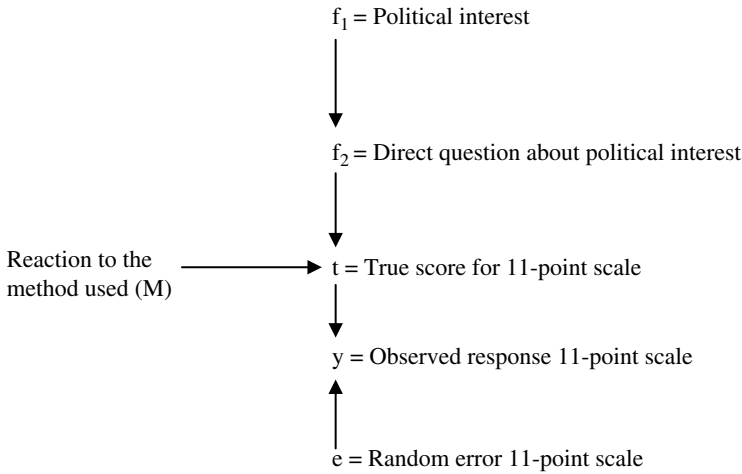 f₁ = Political interest
f₂ = Direct question about political interest
Reaction to the
method used (M)
t = True score for 11-point scale
y = Observed response 11-point scale
e = Random error 11-point scale